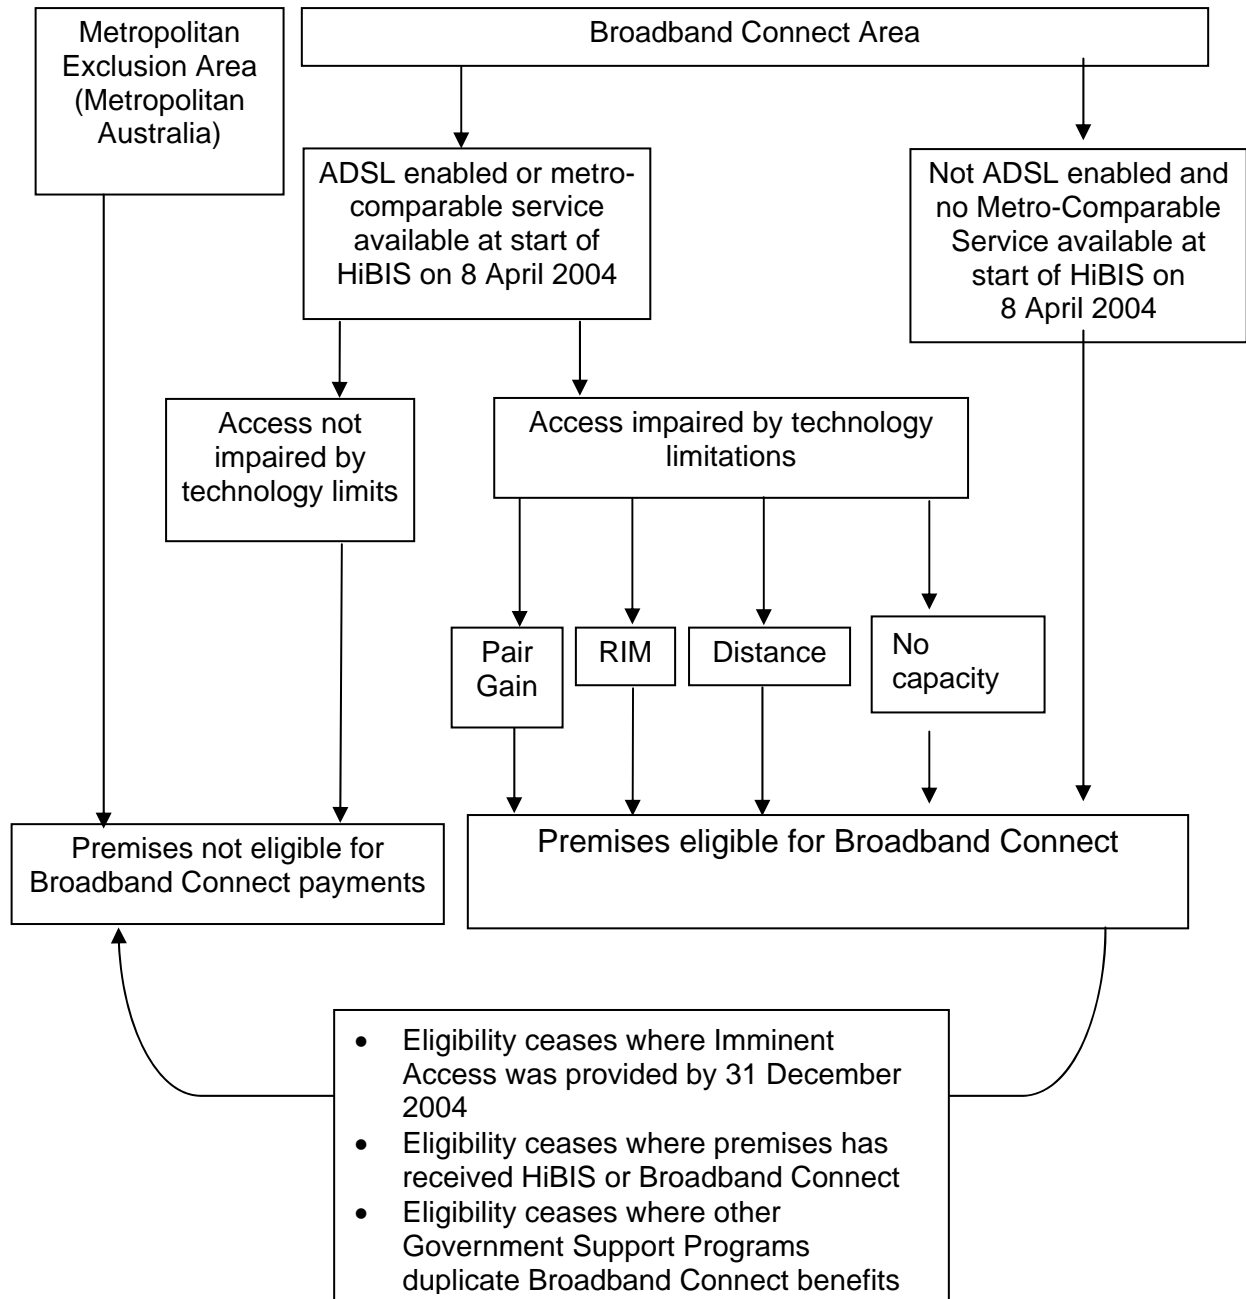 Metropolitan
Exclusion Area
(Metropolitan
Australia)
Broadband Connect Area
ADSL enabled or metro-
comparable service
available at start of
HiBIS on 8 April 2004
Not ADSL enabled and
no Metro-Comparable
Service available at
start of HiBIS on
8 April 2004
Access not
impaired by
technology limits
Access impaired by technology
limitations
Pair
Gain
RIM
Distance
No
capacity
Premises not eligible for
Broadband Connect payments
Premises eligible for Broadband Connect
• Eligibility ceases where Imminent
Access was provided by 31 December
2004
• Eligibility ceases where premises has
received HiBIS or Broadband Connect
• Eligibility ceases where other
Government Support Programs
duplicate Broadband Connect benefits